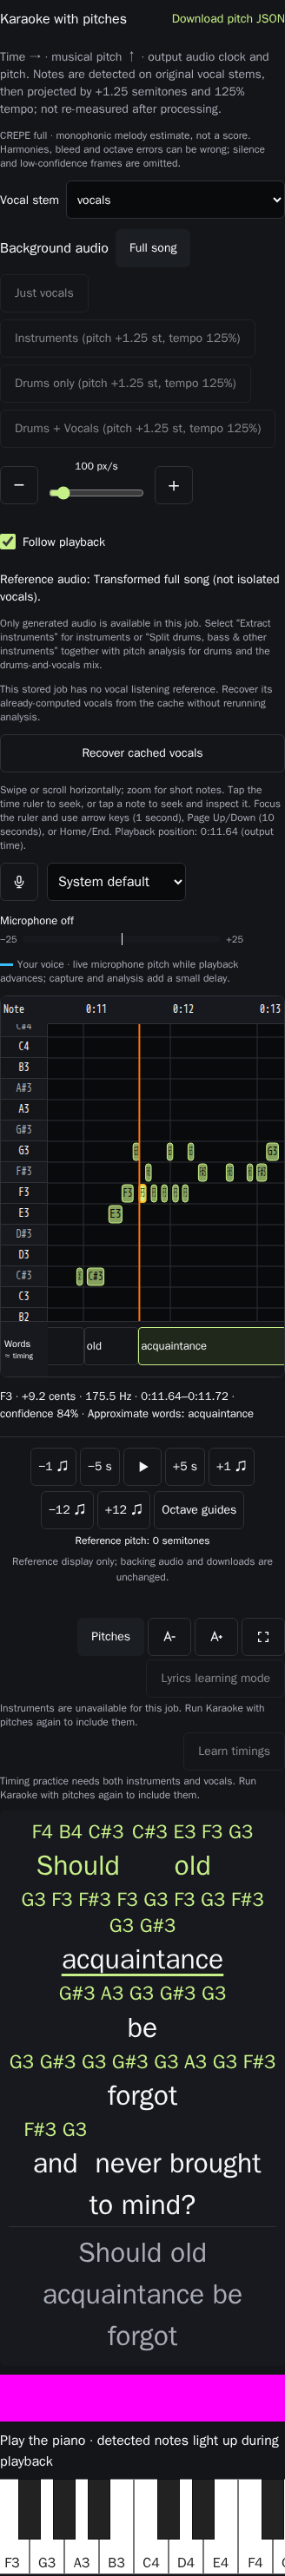 Karaoke with pitches
Download pitch JSON
Time → · musical pitch ↑ · output audio clock and
pitch. Notes are detected on original vocal stems,
then projected by +1.25 semitones and 125%
tempo; not re-measured after processing.
CREPE full · monophonic melody estimate, not a score.
Harmonies, bleed and octave errors can be wrong; silence
and low-confidence frames are omitted.
Vocal stem
vocals
Background audio
Full song
Just vocals
Instruments (pitch +1.25 st, tempo 125%)
Drums only (pitch +1.25 st, tempo 125%)
Drums + Vocals (pitch +1.25 st, tempo 125%)
100 px/s
−
+
Follow playback
Reference audio: Transformed full song (not isolated
vocals).
Only generated audio is available in this job. Select "Extract
instruments" for instruments or "Split drums, bass & other
instruments" together with pitch analysis for drums and the
drums-and-vocals mix.
This stored job has no vocal listening reference. Recover its
already-computed vocals from the cache without rerunning
analysis.
Recover cached vocals
Swipe or scroll horizontally; zoom for short notes. Tap the
time ruler to seek, or tap a note to seek and inspect it. Focus
the ruler and use arrow keys (1 second), Page Up/Down (10
seconds), or Home/End. Playback position: 0:11.64 (output
time).
System default
Microphone off
−25
+25
Your voice · live microphone pitch while playback
advances; capture and analysis add a small delay.
Note
0:11
0:12
0:13
C#4
C4
B3
A#3
A3
G#3
G3
G3
F#3
F#3
F3
F3
E3
E3
D#3
D3
C#3
C#3
C3
B2
Words
≈ timing
old
acquaintance
F3 · +9.2 cents · 175.5 Hz · 0:11.64–0:11.72 ·
confidence 84% · Approximate words: acquaintance
−1 ♫
−5 s
▶
+5 s
+1 ♫
−12 ♫
+12 ♫
Octave guides
Reference pitch: 0 semitones
Reference display only; backing audio and downloads are
unchanged.
Pitches
A-
A+
Lyrics learning mode
Instruments are unavailable for this job. Run Karaoke with
pitches again to include them.
Learn timings
Timing practice needs both instruments and vocals. Run
Karaoke with pitches again to include them.
F4 B4 C#3 C#3 E3 F3 G3
Should old
G3 F3 F#3 F3 G3 F3 G3 F#3
G3 G#3
acquaintance
G#3 A3 G3 G#3 G3
be
G3 G#3 G3 G#3 G3 A3 G3 F#3
forgot
F#3 G3
and never brought
to mind?
Should old
acquaintance be
forgot
Play the piano · detected notes light up during
playback
F3 G3 A3 B3 C4 D4 E4 F4